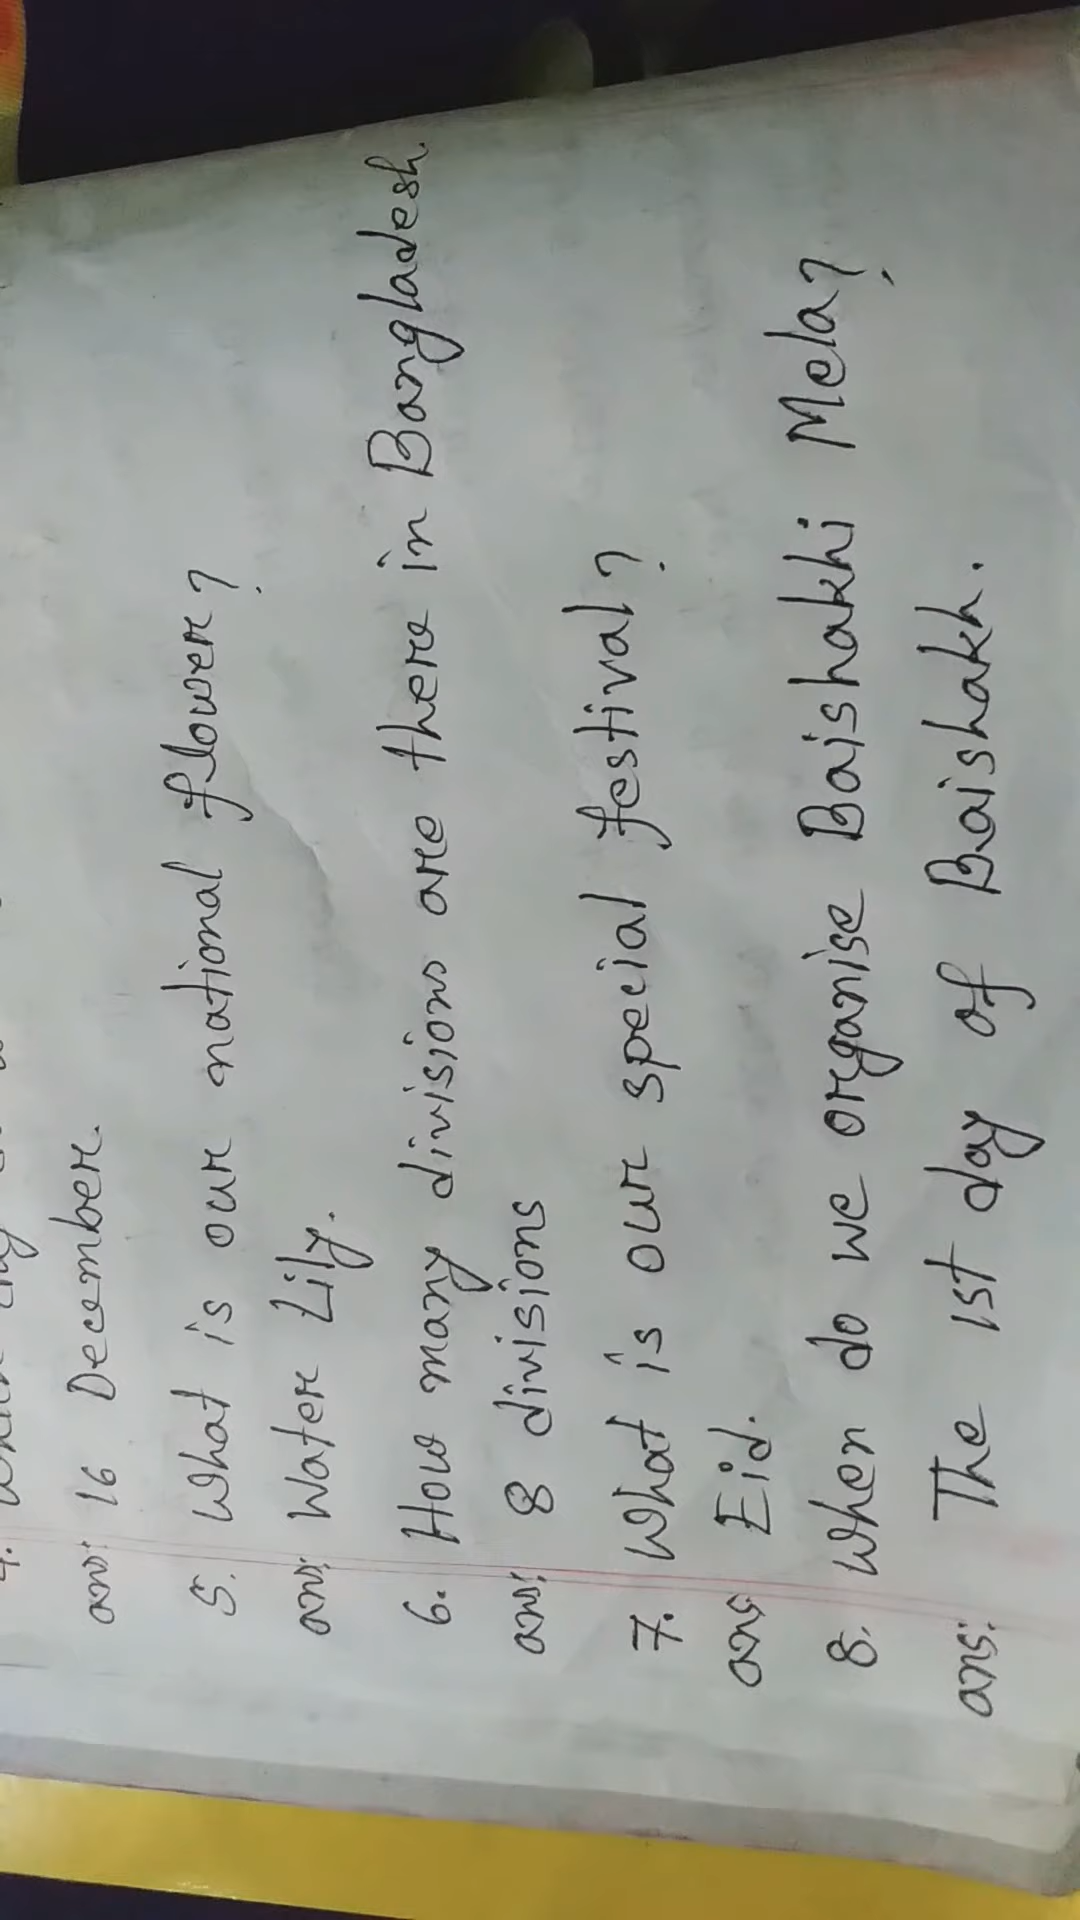 4.
ans: 16 December.
5. What is our national flower?
ans: Water Lily.
6. How many divisions are there in Bangladesh.
ans: 8 divisions
7. What is our special festival?
ans Eid.
8. When do we organise Baishakhi Mela?
ans: The 1st day of Baishakh.